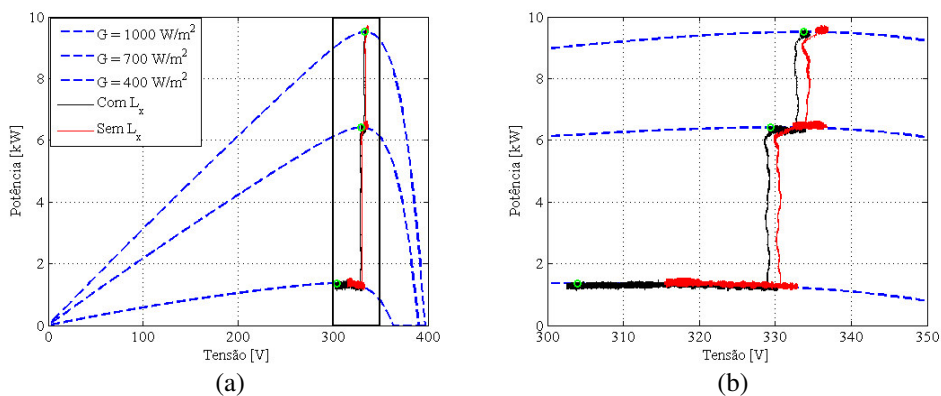 G = 1000 W/m²
G = 700 W/m²
G = 400 W/m²
Com Lₓ
Sem Lₓ
Potência [kW]
10
8
6
4
2
0
0 100 200 300 400
Tensão [V]
(a)
Potência [kW]
10
8
6
4
2
0
300 310 320 330 340 350
Tensão [V]
(b)